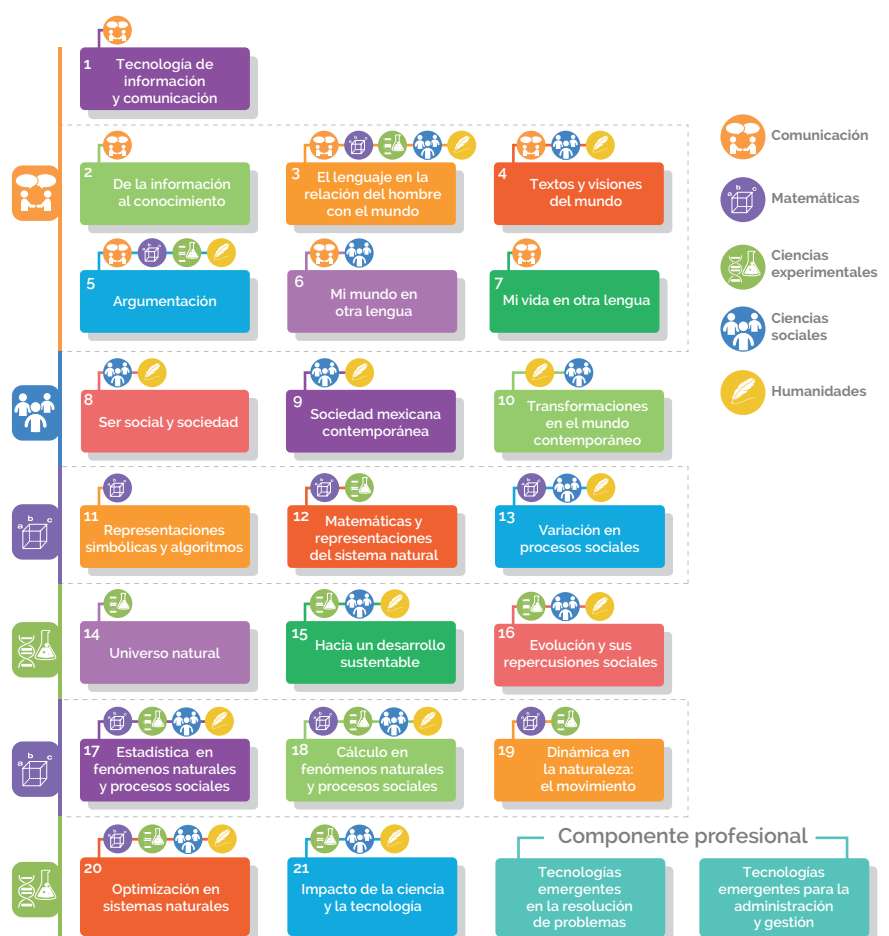 1
Tecnología de
información
y comunicación
2
De la información
al conocimiento
3
El lenguaje en la
relación del hombre
con el mundo
4
Textos y visiones
del mundo
5
Argumentación
6
Mi mundo en
otra lengua
7
Mi vida en otra lengua
8
Ser social y sociedad
9
Sociedad mexicana
contemporánea
10
Transformaciones
en el mundo
contemporáneo
11
Representaciones
simbólicas y algoritmos
12
Matemáticas y
representaciones
del sistema natural
13
Variación en
procesos sociales
14
Universo natural
15
Hacia un desarrollo
sustentable
16
Evolución y sus
repercusiones sociales
17
Estadística en
fenómenos naturales
y procesos sociales
18
Cálculo en
fenómenos naturales
y procesos sociales
19
Dinámica en
la naturaleza:
el movimiento
20
Optimización en
sistemas naturales
21
Impacto de la ciencia
y la tecnología
Componente profesional
Tecnologías
emergentes
en la resolución
de problemas
Tecnologías
emergentes para la
administración
y gestión
Comunicación
Matemáticas
Ciencias
experimentales
Ciencias
sociales
Humanidades
a b c
a b c